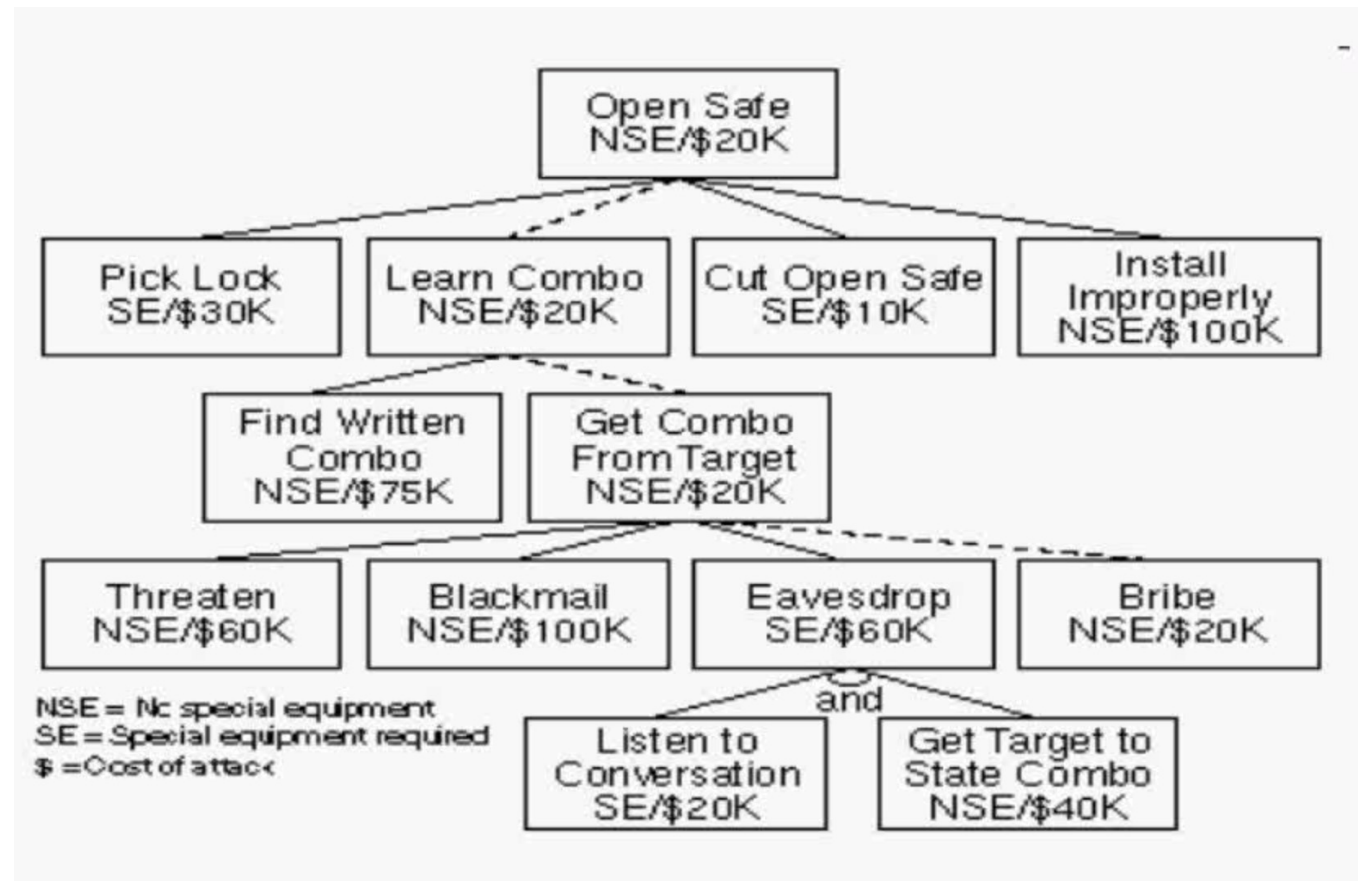 Open Safe
NSE/$20K
Pick Lock
SE/$30K
Learn Combo
NSE/$20K
Cut Open Safe
SE/$10K
Install
Improperly
NSE/$100K
Find Written
Combo
NSE/$75K
Get Combo
From Target
NSE/$20K
Threaten
NSE/$60K
Blackmail
NSE/$100K
Eavesdrop
SE/$60K
Bribe
NSE/$20K
and
Listen to
Conversation
SE/$20K
Get Target to
State Combo
NSE/$40K
NSE = No special equipment
SE = Special equipment required
$ = Cost of attack